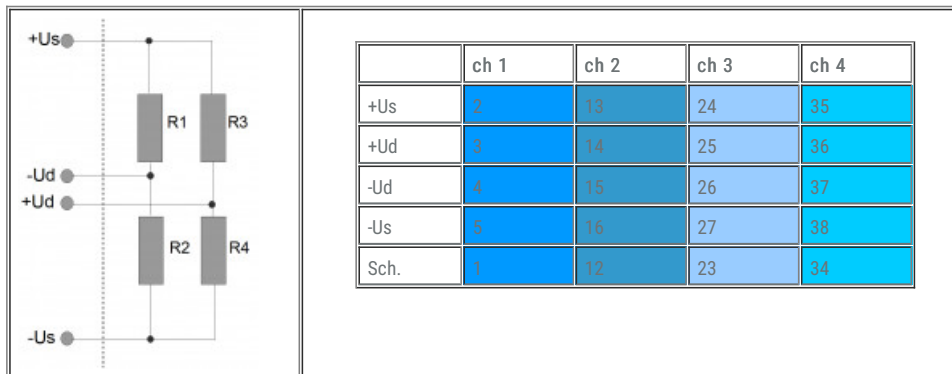 +Us
R1
R3
-Ud
+Ud
R2
R4
-Us
ch 1 ch 2 ch 3 ch 4
+Us 2 13 24 35
+Ud 3 14 25 36
-Ud 4 15 26 37
-Us 5 16 27 38
Sch. 1 12 23 34